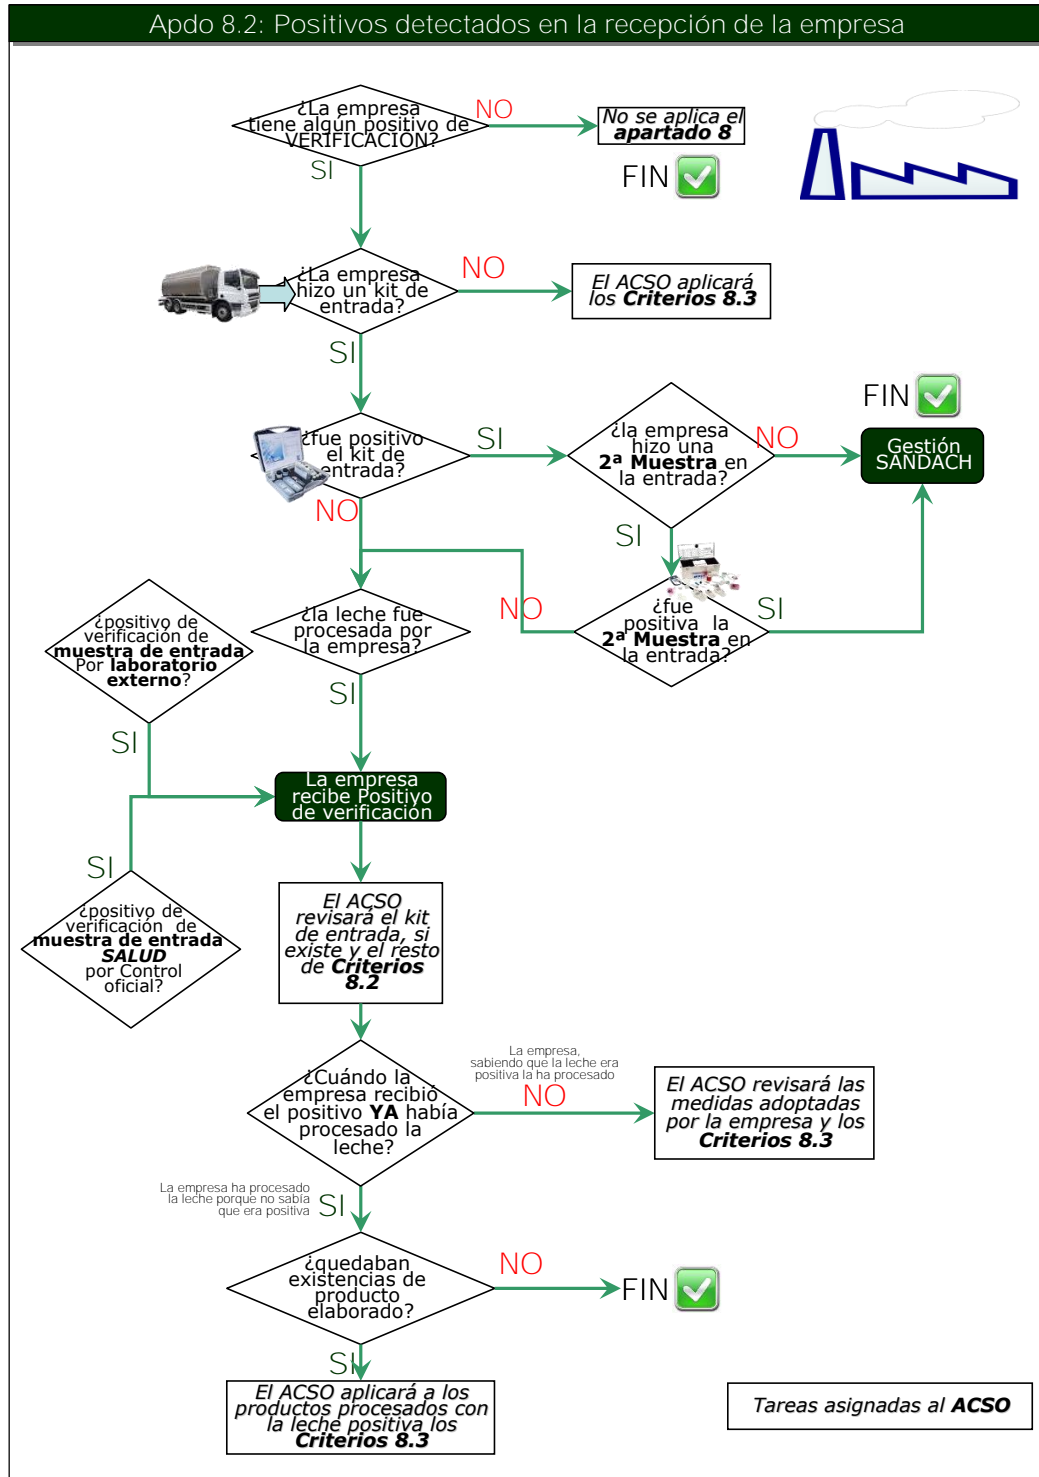 Apdo 8.2: Positivos detectados en la recepción de la empresa
¿La empresa
tiene algún positivo de
VERIFICACIÓN?
NO
No se aplica el
apartado 8
FIN
SI
¿La empresa
hizo un kit de
entrada?
NO
El ACSO aplicará
los Criterios 8.3
SI
¿fue positivo
el kit de
entrada?
SI
¿la empresa
hizo una
2ª Muestra en
la entrada?
NO
FIN
Gestión
SANDACH
NO
SI
¿fue
positiva la
2ª Muestra en
la entrada?
SI
NO
¿la leche fue
procesada por
la empresa?
¿positivo de
verificación de
muestra de entrada
Por laboratorio
externo?
SI
SI
La empresa
recibe Positivo
de verificación
SI
¿positivo de
verificación de
muestra de entrada
SALUD
por Control
oficial?
El ACSO
revisará el kit
de entrada, si
existe y el resto
de Criterios
8.2
¿Cuándo la
empresa recibió
el positivo YA había
procesado la
leche?
La empresa,
sabiendo que la leche era
positiva la ha procesado
NO
El ACSO revisará las
medidas adoptadas
por la empresa y los
Criterios 8.3
La empresa ha procesado
la leche porque no sabía
que era positiva
SI
¿quedaban
existencias de
producto
elaborado?
NO
FIN
SI
El ACSO aplicará a los
productos procesados con
la leche positiva los
Criterios 8.3
Tareas asignadas al ACSO